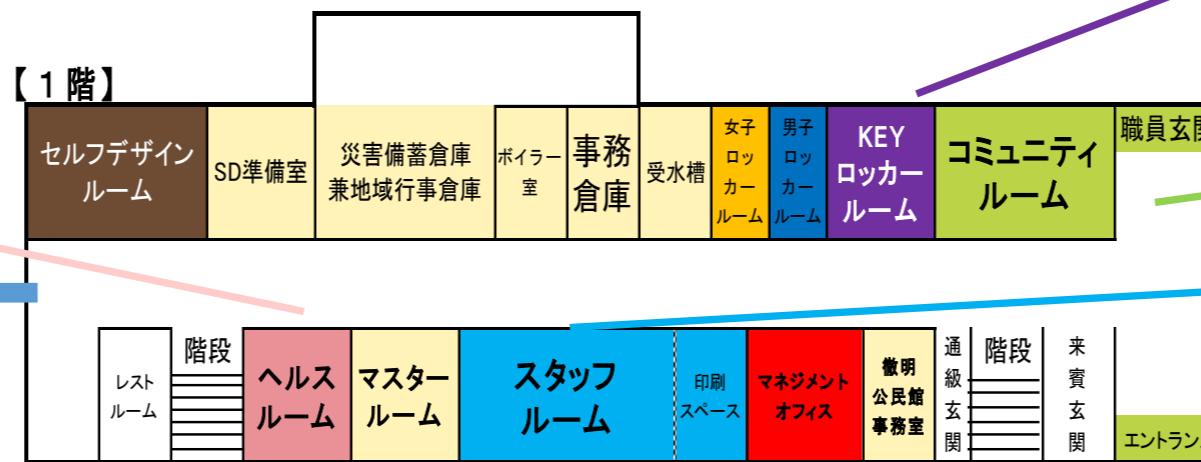 【１階】
セルフデザイン
ルーム
SD準備室
災害備蓄倉庫
兼地域行事倉庫
ボイラー
室
事務
倉庫
受水槽
女子
ロッ
カー
ルーム
男子
ロッ
カー
ルーム
KEY
ロッカー
ルーム
コミュニティ
ルーム
職員玄関
レスト
ルーム
階段
ヘルス
ルーム
マスター
ルーム
スタッフ
ルーム
印刷
スペース
マネジメント
オフィス
徹明
公民館
事務室
通級玄関
階段
来賓玄関
エントラン